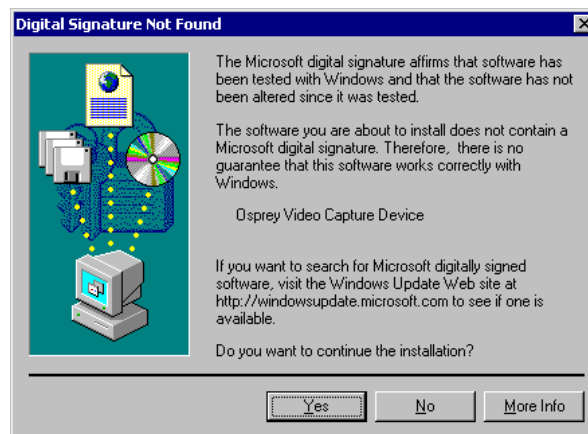 Digital Signature Not Found
The Microsoft digital signature affirms that software has
been tested with Windows and that the software has not
been altered since it was tested.
The software you are about to install does not contain a
Microsoft digital signature. Therefore, there is no
guarantee that this software works correctly with
Windows.
Osprey Video Capture Device
If you want to search for Microsoft digitally signed
software, visit the Windows Update Web site at
http://windowsupdate.microsoft.com to see if one is
available.
Do you want to continue the installation?
Yes No More Info